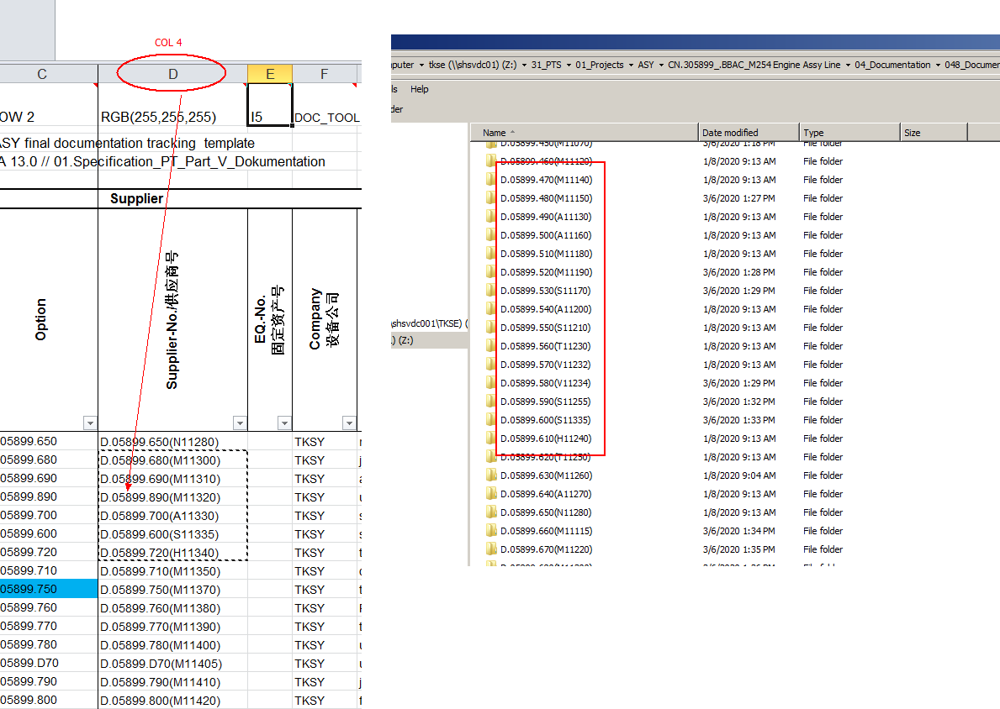 COL 4
C D E F
OW 2 RGB(255,255,255) I5 DOC_TOOL
ASY final documentation tracking template
A 13.0 // 01.Specification_PT_Part_V_Dokumentation
Supplier
Option
Supplier-No./供应商号
EQ.-No.
固定资产号
Company
设备公司
05899.650 D.05899.650(N11280) TKSY
05899.680 D.05899.680(M11300) TKSY j
05899.690 D.05899.690(M11310) TKSY
05899.890 D.05899.890(M11320) TKSY
05899.700 D.05899.700(A11330) TKSY
05899.600 D.05899.600(S11335) TKSY
05899.720 D.05899.720(H11340) TKSY t
05899.710 D.05899.710(M11350) TKSY
05899.750 D.05899.750(M11370) TKSY t
05899.760 D.05899.760(M11380) TKSY
05899.770 D.05899.770(M11390) TKSY t
05899.780 D.05899.780(M11400) TKSY
05899.D70 D.05899.D70(M11405) TKSY
05899.790 D.05899.790(M11410) TKSY j
05899.800 D.05899.800(M11420) TKSY f
puter tkse (\\shsvdc01) (Z:) 31_PTS 01_Projects ASY CN.305899_.BBAC_M254 Engine Assy Line 04_Documentation 048_Documen
ls Help
der
Name Date modified Type Size
D.05899.450(M11070) 3/6/2020 1:18 PM File folder
D.05899.460(M11120) 1/8/2020 9:13 AM File folder
D.05899.470(M11140) 1/8/2020 9:13 AM File folder
D.05899.480(M11150) 3/6/2020 1:27 PM File folder
D.05899.490(A11130) 1/8/2020 9:13 AM File folder
D.05899.500(A11160) 1/8/2020 9:13 AM File folder
D.05899.510(M11180) 1/8/2020 9:13 AM File folder
D.05899.520(M11190) 3/6/2020 1:28 PM File folder
D.05899.530(S11170) 3/6/2020 1:29 PM File folder
D.05899.540(A11200) 1/8/2020 9:13 AM File folder
\shsvdc001\TKSE) ( D.05899.550(S11210) 1/8/2020 9:13 AM File folder
) (Z:) D.05899.560(T11230) 1/8/2020 9:13 AM File folder
D.05899.570(V11232) 1/8/2020 9:13 AM File folder
D.05899.580(V11234) 3/6/2020 1:29 PM File folder
D.05899.590(S11255) 3/6/2020 1:32 PM File folder
D.05899.600(S11335) 3/6/2020 1:33 PM File folder
D.05899.610(H11240) 1/8/2020 9:13 AM File folder
D.05899.620(T11250) 1/8/2020 9:13 AM File folder
D.05899.630(M11260) 1/8/2020 9:04 AM File folder
D.05899.640(A11270) 1/8/2020 9:13 AM File folder
D.05899.650(N11280) 1/8/2020 9:13 AM File folder
D.05899.660(M11115) 3/6/2020 1:34 PM File folder
D.05899.670(M11220) 3/6/2020 1:35 PM File folder